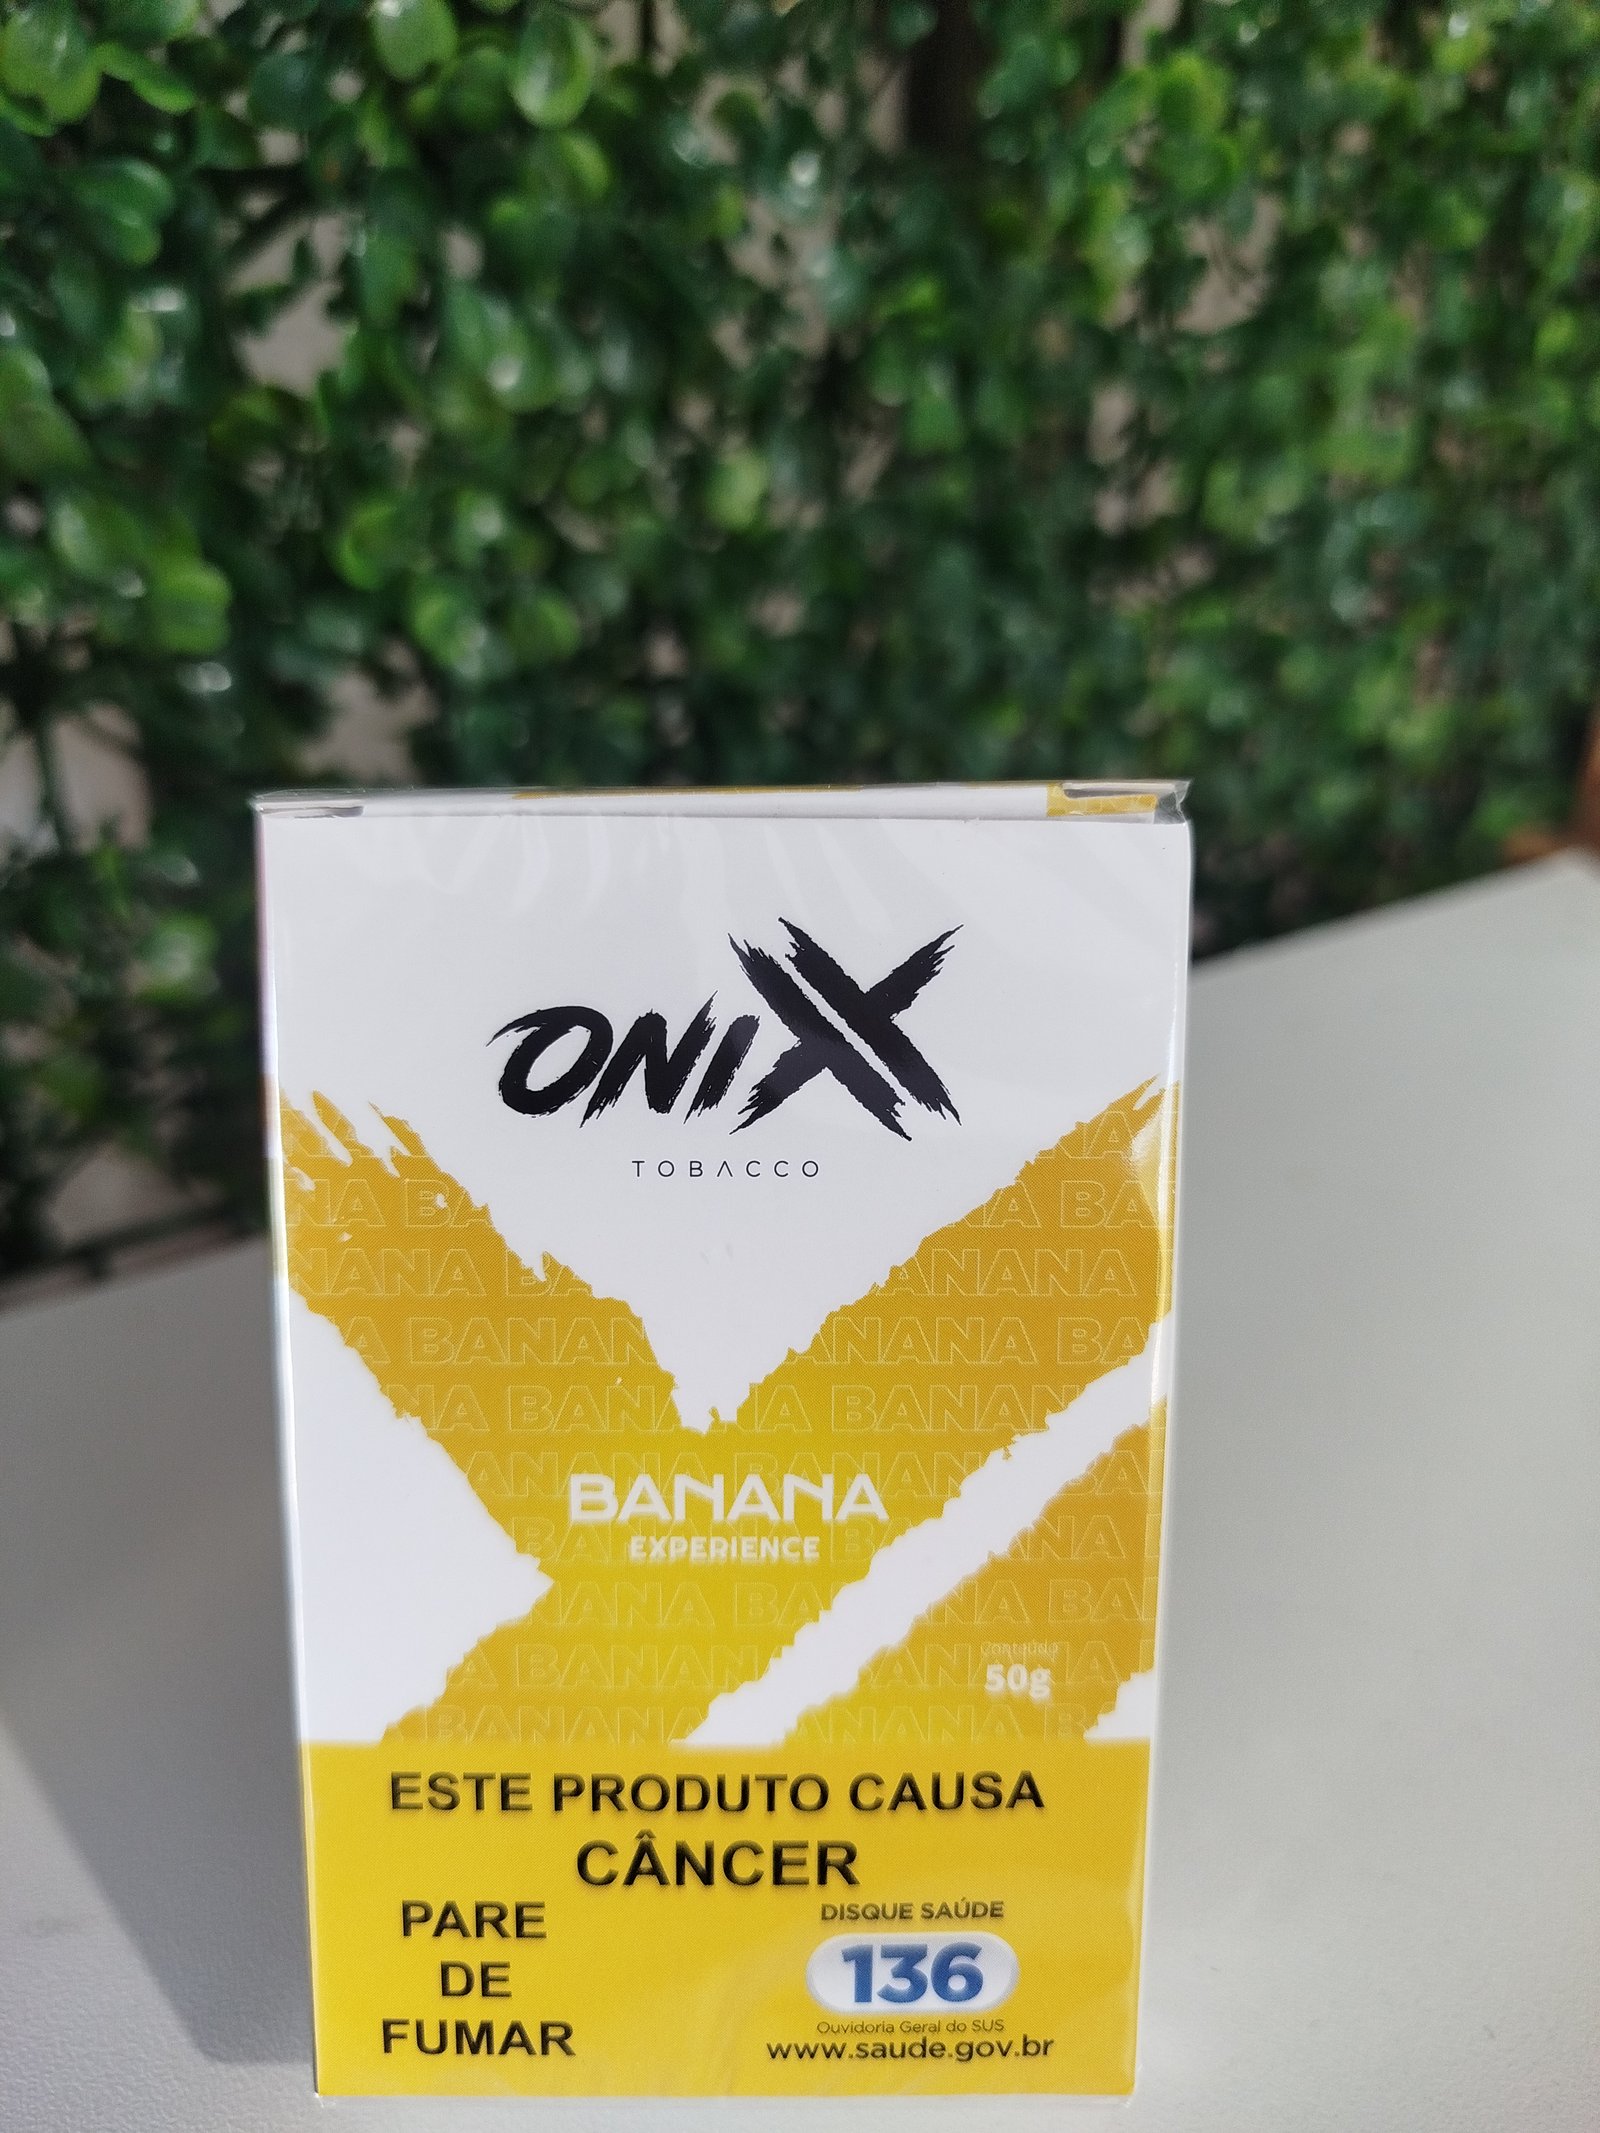 ONIX
TOBACCO
BANANA
EXPERIENCE
Conteúdo
50g
ESTE PRODUTO CAUSA
CÂNCER
PARE
DE
FUMAR
DISQUE SAÚDE
136
Ouvidoria Geral do SUS
www.saude.gov.br